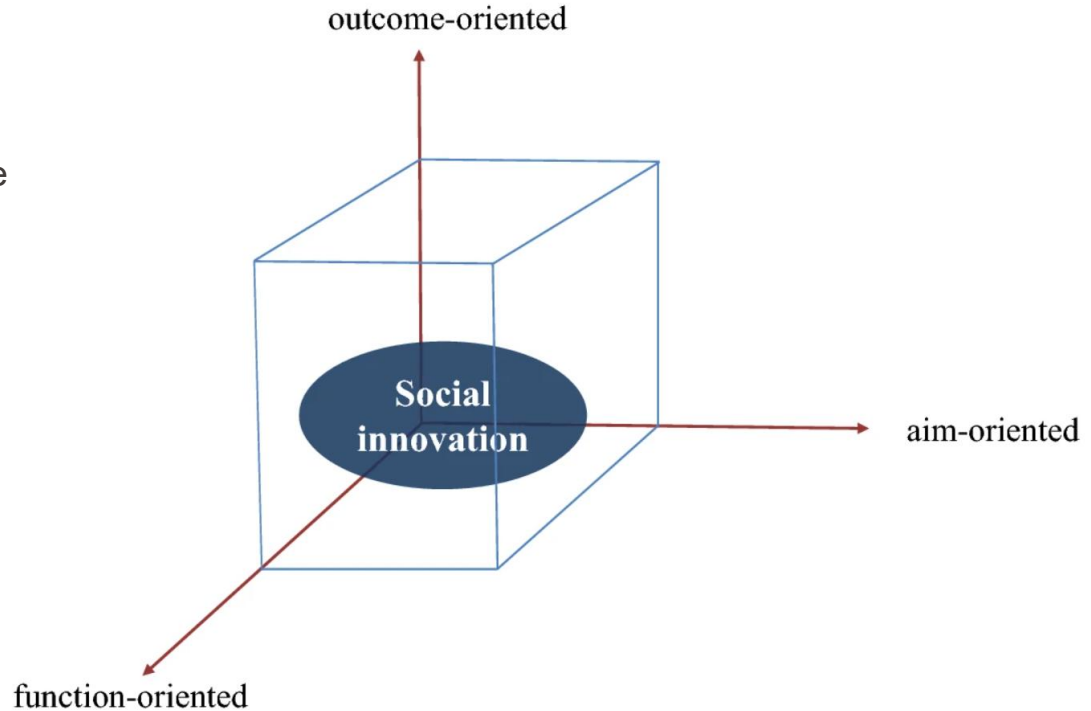 outcome-oriented
e
Social
innovation
aim-oriented
function-oriented